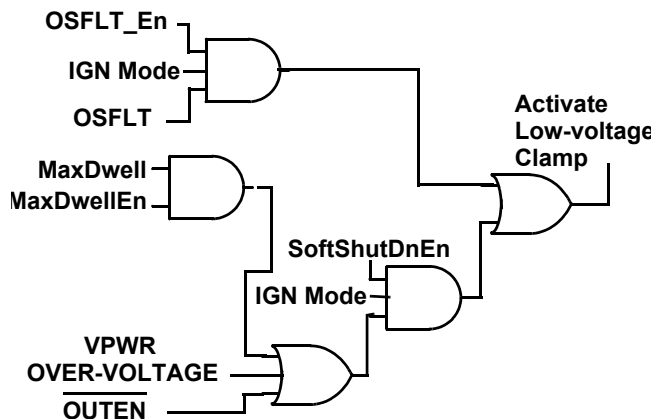 OSFLT_En
IGN Mode
OSFLT
Activate
Low-voltage
Clamp
MaxDwell
MaxDwellEn
SoftShutDnEn
IGN Mode
VPWR
OVER-VOLTAGE
OUTEN